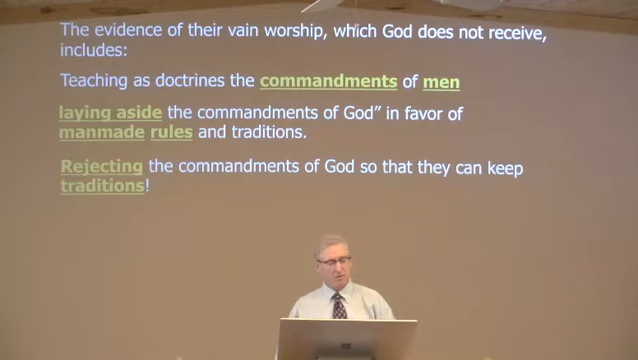 The evidence of their vain worship, which God does not receive,
includes:
Teaching as doctrines the commandments of men
laying aside the commandments of God” in favor of
manmade rules and traditions.
Rejecting the commandments of God so that they can keep
traditions!